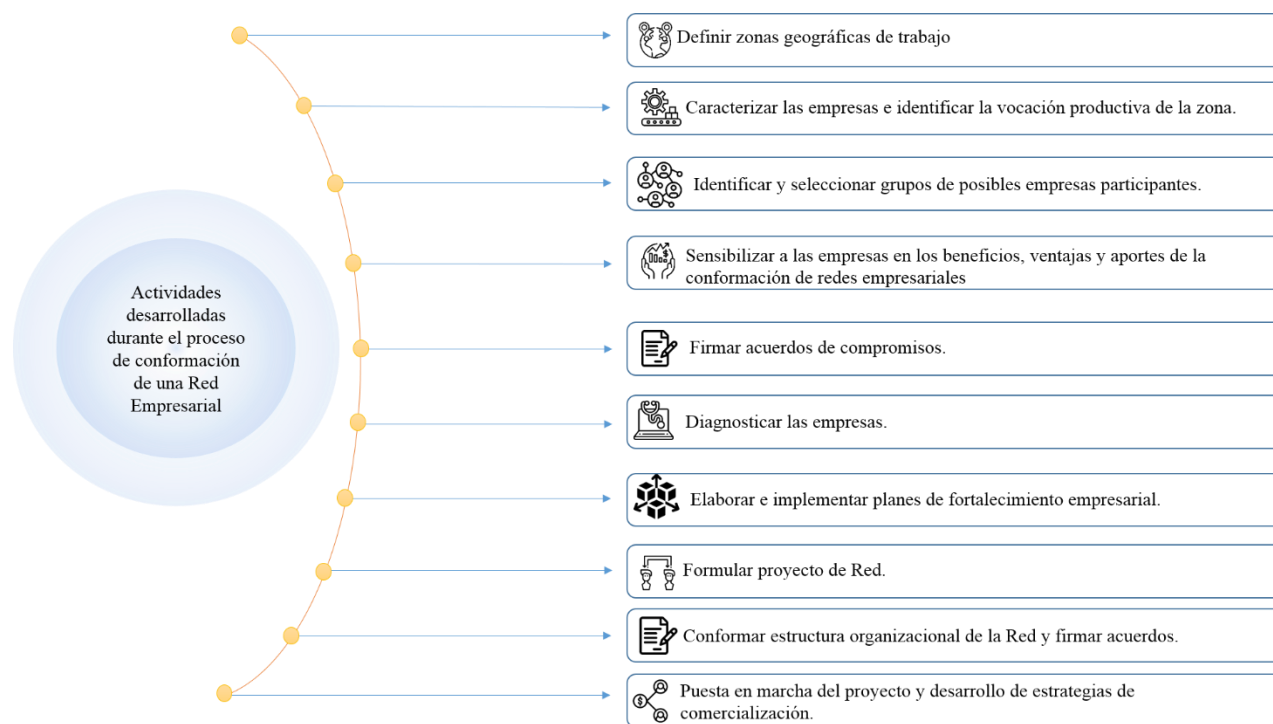 Definir zonas geográficas de trabajo
Caracterizar las empresas e identificar la vocación productiva de la zona.
Identificar y seleccionar grupos de posibles empresas participantes.
Sensibilizar a las empresas en los beneficios, ventajas y aportes de la
conformación de redes empresariales
Actividades
desarrolladas
durante el proceso
de conformación
de una Red
Empresarial
Firmar acuerdos de compromisos.
Diagnosticar las empresas.
Elaborar e implementar planes de fortalecimiento empresarial.
Formular proyecto de Red.
Conformar estructura organizacional de la Red y firmar acuerdos.
Puesta en marcha del proyecto y desarrollo de estrategias de
comercialización.